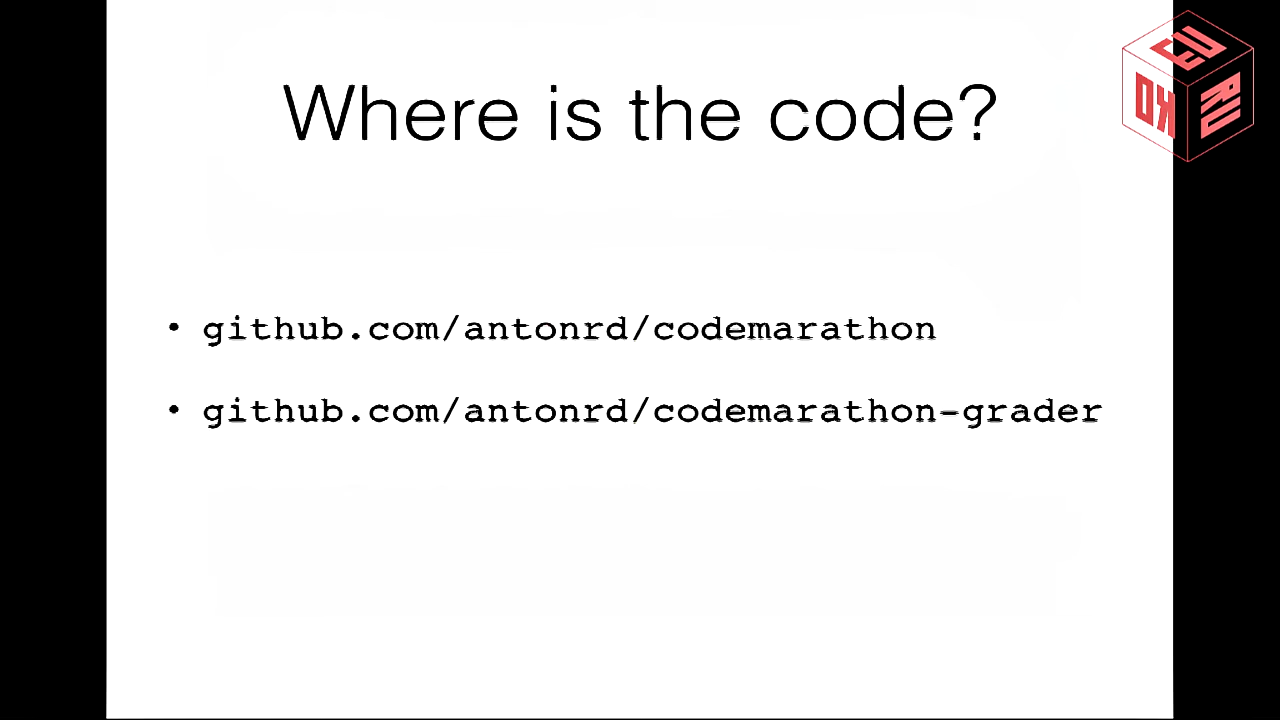 Where is the code?
• github.com/antonrd/codemarathon
• github.com/antonrd/codemarathon-grader